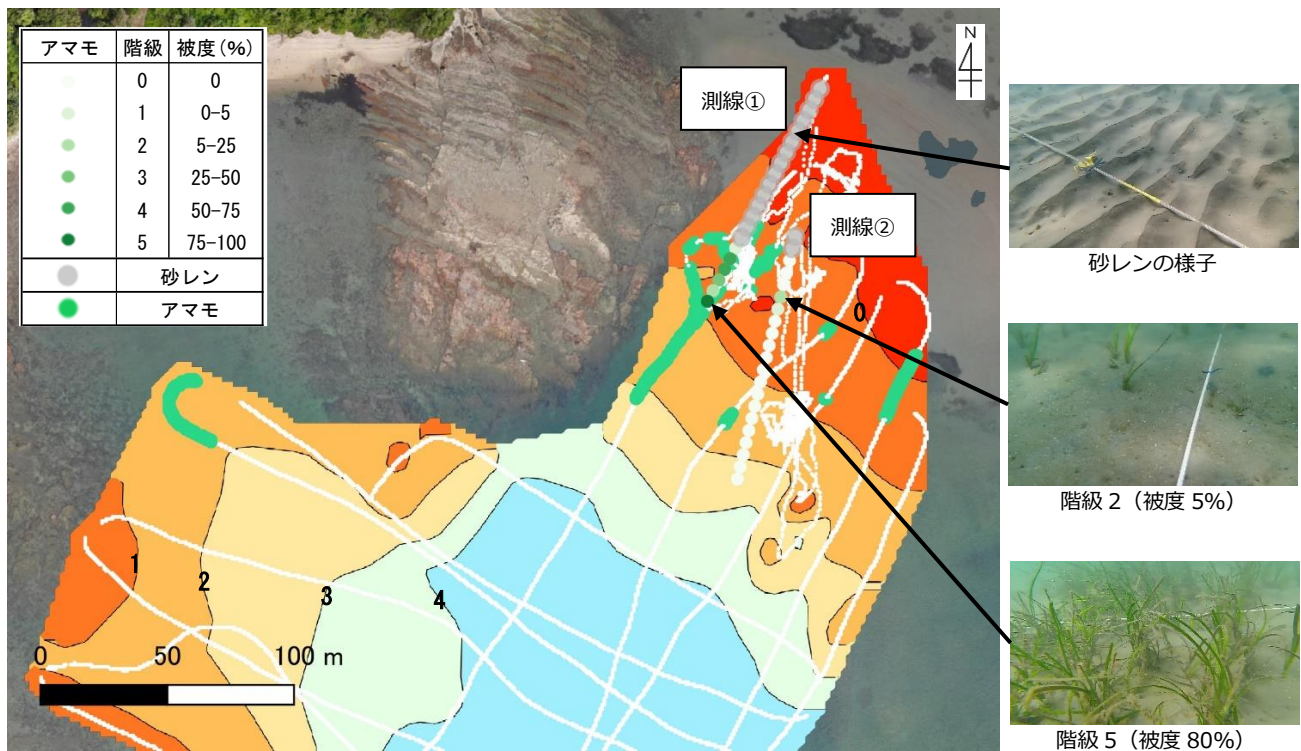 アマモ 階級 被度(%)
0 0
1 0-5
2 5-25
3 25-50
4 50-75
5 75-100
砂レン
アマモ
N
測線①
測線②
0
1
2
3
4
0 50 100 m
砂レンの様子
階級 2（被度 5%）
階級 5（被度 80%）